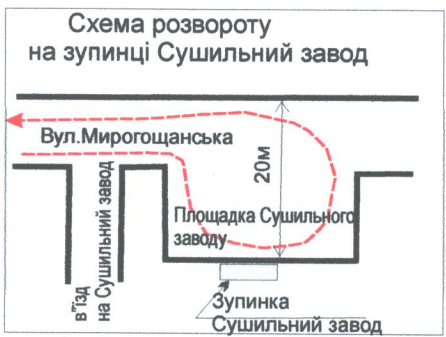 Схема розвороту
на зупинці Сушильний завод
Вул.Мирогощанська
20м
Площадка Сушильного
заводу
в"їзд
на Сушильний завод
Зупинка
Сушильний завод